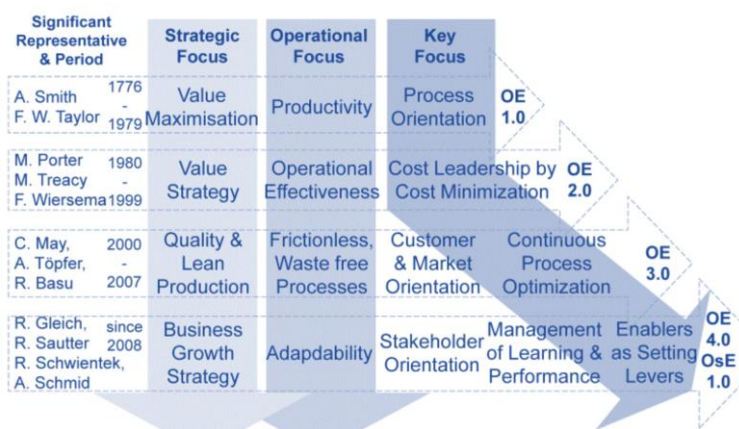 Significant
Representative
& Period
Strategic
Focus
Operational
Focus
Key
Focus
A. Smith
F. W. Taylor
1776
-
1979
Value
Maximisation
Productivity
Process
Orientation
OE
1.0
M. Porter
M. Treacy
F. Wiersema
1980
-
1999
Value
Strategy
Operational
Effectiveness
Cost Leadership by
Cost Minimization
OE
2.0
C. May,
A. Töpfer,
R. Basu
2000
-
2007
Quality &
Lean
Production
Frictionless,
Waste free
Processes
Customer
& Market
Orientation
Continuous
Process
Optimization
OE
3.0
R. Gleich,
R. Sautter
R. Schwientek,
A. Schmid
since
2008
Business
Growth
Strategy
Adapdability
Stakeholder
Orientation
Management
of Learning &
Performance
Enablers
as Setting
Levers
OE
4.0
OsE
1.0